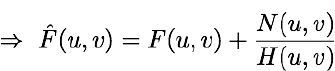 ⇒ F̂(u,v) = F(u,v) + N(u,v)/H(u,v)